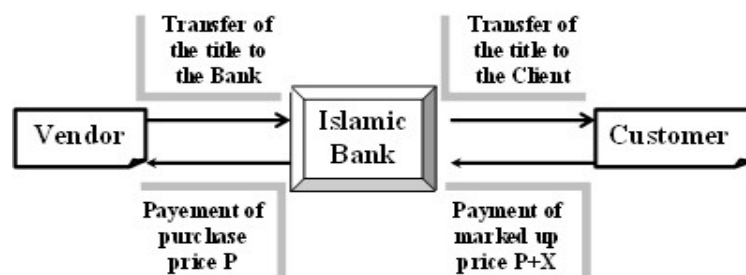 Transfer of
the title to
the Bank
Transfer of
the title to
the Client
Vendor
Islamic
Bank
Customer
Payement of
purchase
price P
Payment of
marked up
price P+X